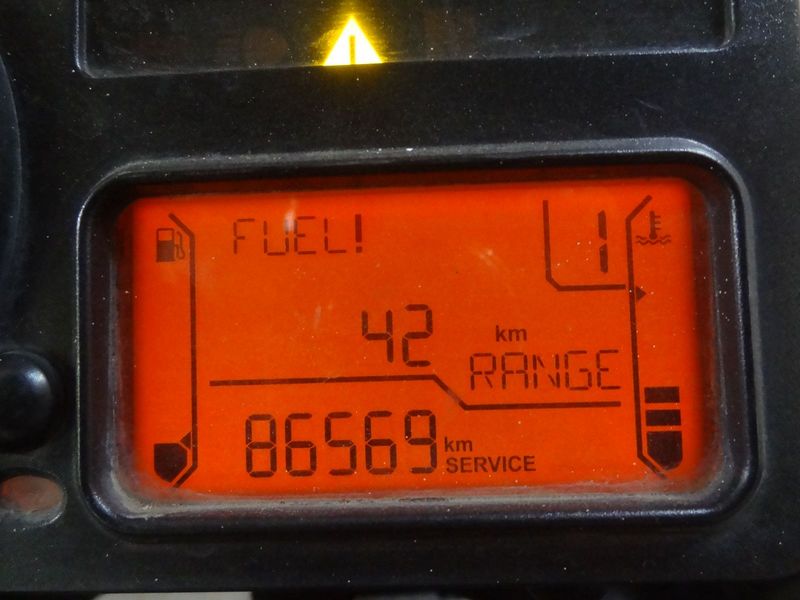 FUEL!
1
42 km
RANGE
86569 km
SERVICE